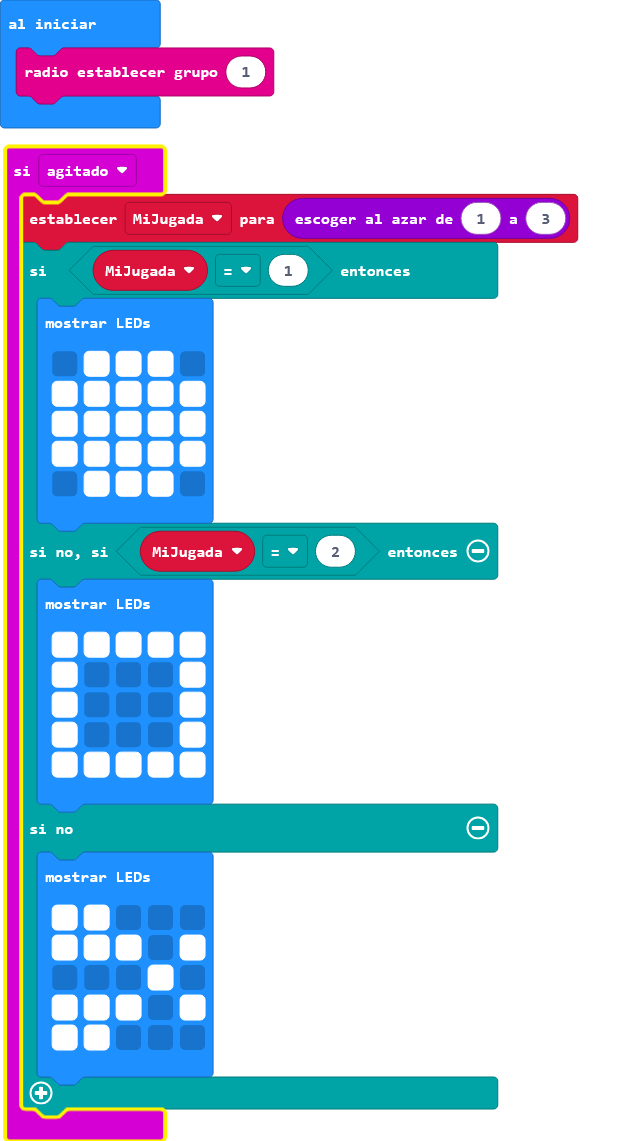 al iniciar
radio establecer grupo 1
si agitado
establecer MiJugada para escoger al azar de 1 a 3
si MiJugada = 1 entonces
mostrar LEDs
si no, si MiJugada = 2 entonces
mostrar LEDs
si no
mostrar LEDs